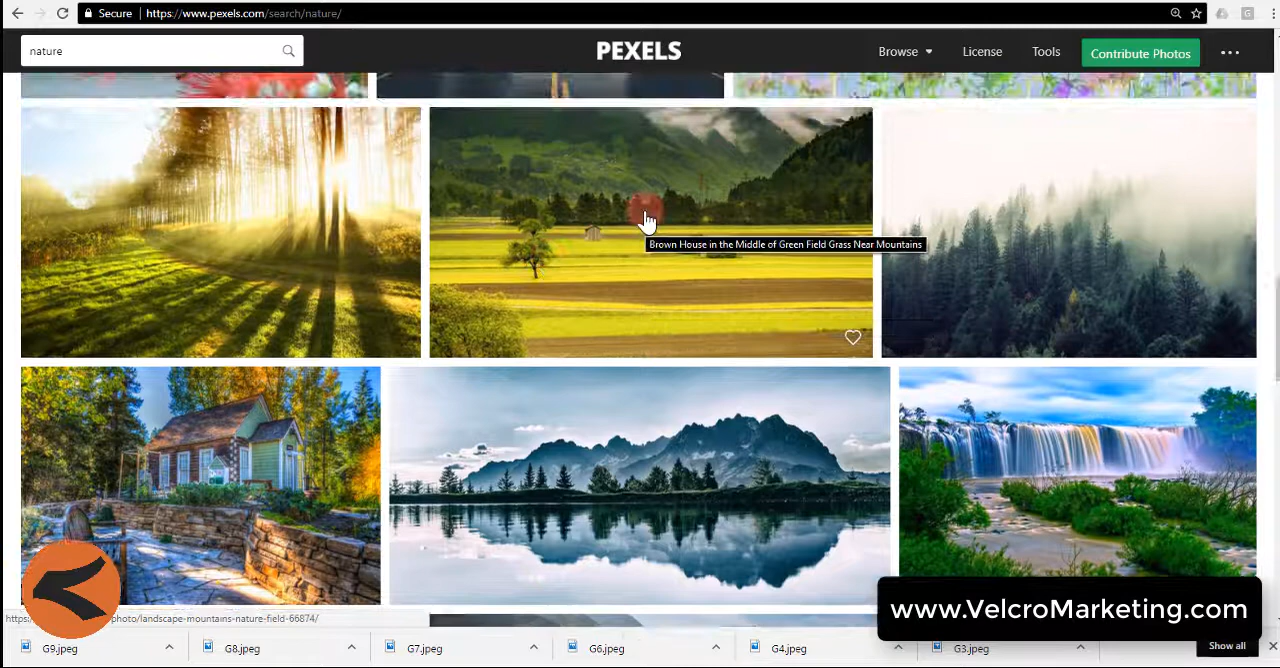 Secure https://www.pexels.com/search/nature/
nature
PEXELS
Browse
License
Tools
Contribute Photos
Brown House in the Middle of Green Field Grass Near Mountains
www.VelcroMarketing.com
photo/landscape-mountains-nature-field-66874/
G9.jpeg
G8.jpeg
G7.jpeg
G6.jpeg
G4.jpeg
G3.jpeg
Show all